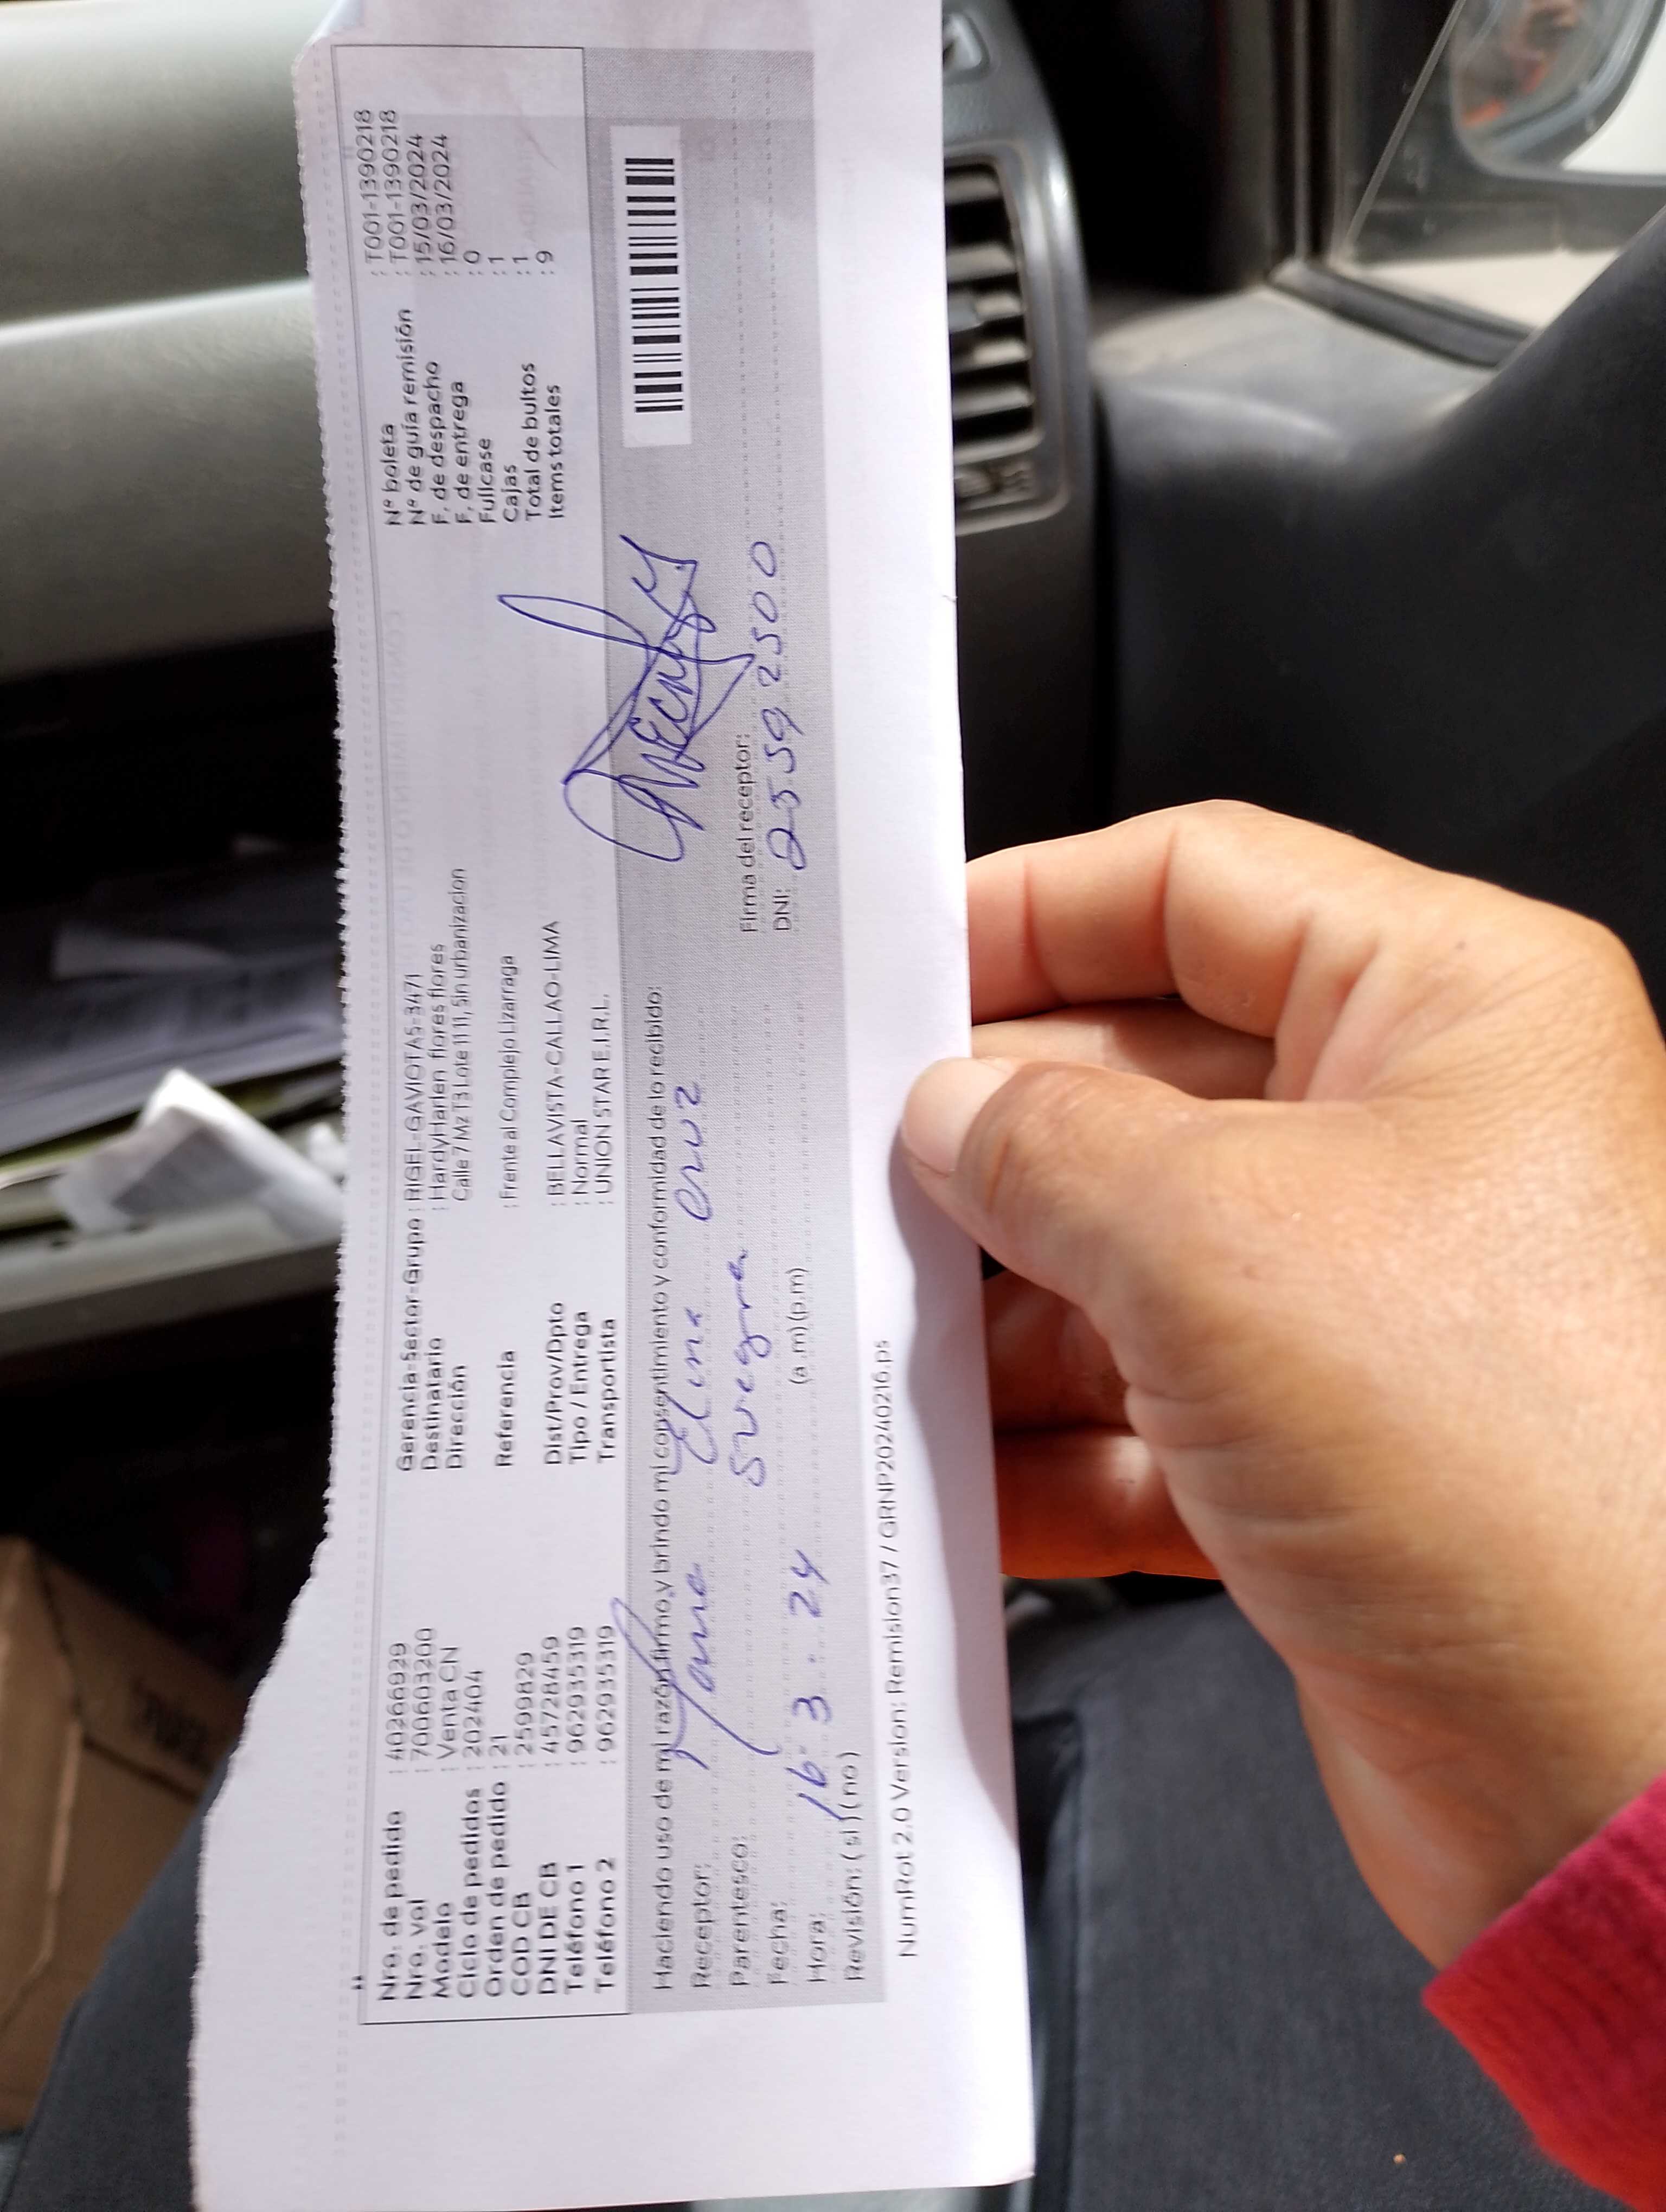 Nro. de pedido : 40266929
Nro. val : 7006603200
Modelo : Venta CN
Ciclo de pedidos : 202404
Orden de pedido : 21
COD CB : 2599829
DNI DE CB : 45728459
Teléfono 1 : 962935319
Teléfono 2 : 962935319
Gerencia-Sector-Grupo : RIGEL-GAVIOTAS-3471
Destinatario : HardyHarlen flores flores
Dirección Calle 7 Mz T3 Lote 11 11, Sin urbanizacion
Referencia : Frente al Complejo Lizarraga
Dist/Prov/Dpto : BELLAVISTA-CALLAO-LIMA
Tipo / Entrega : Normal
Transportista : UNION STAR E.I.R.L.
N° boleta : T001-1390218
N° de guía remisión : T001-1390218
F. de despacho : 15/03/2024
F. de entrega : 16/03/2024
Fullcase : 0
Cajas : 1
Total de bultos : 1
Items totales : 9
Haciendo uso de mi razón firmo,y brindo mi consentimiento y conformidad de lo recibido:
Receptor: Elina Cruz
Parentesco: Suegra
Fecha: 16 - 3 - 24
Hora: (a.m)(p.m)
Revisión: ( si ) ( no )
Firma del receptor:
DNI: 25592500
NumRot 2.0 Version: Remision37 / GRNP20240216.ps